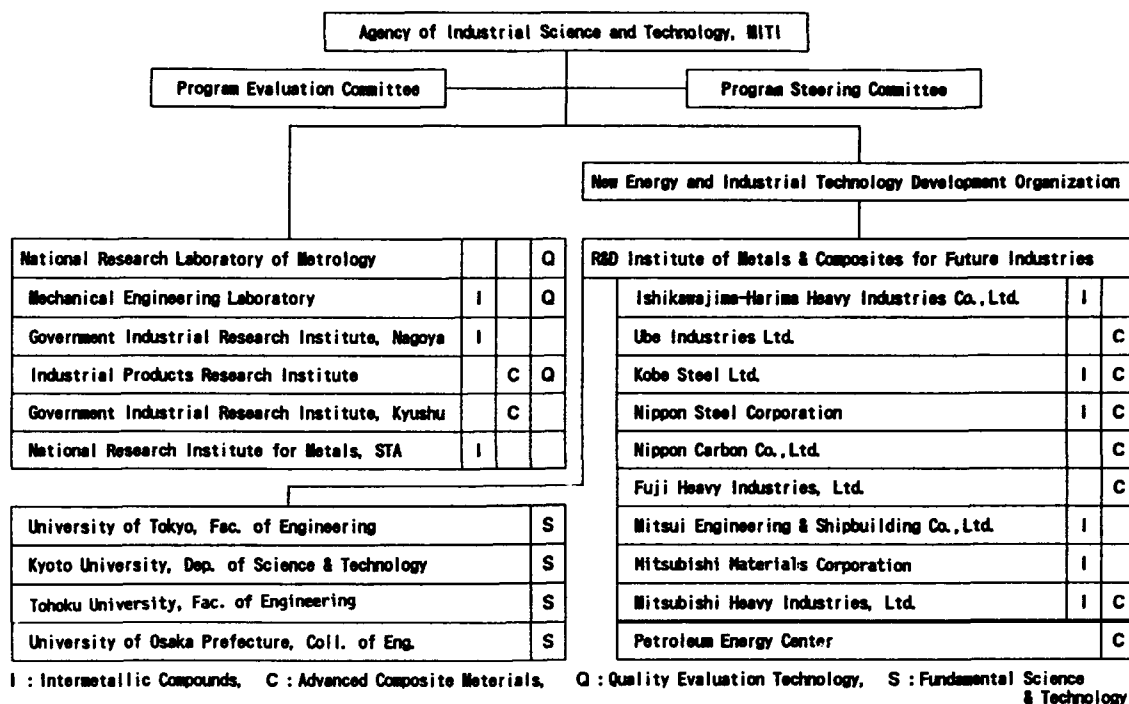 Agency of Industrial Science and Technology, MITI
Program Evaluation Committee
Program Steering Committee
New Energy and Industrial Technology Development Organization
National Research Laboratory of Metrology Q
Mechanical Engineering Laboratory I Q
Government Industrial Research Institute, Nagoya I
Industrial Products Research Institute C Q
Government Industrial Research Institute, Kyushu C
National Research Institute for Metals, STA I
University of Tokyo, Fac. of Engineering S
Kyoto University, Dep. of Science & Technology S
Tohoku University, Fac. of Engineering S
University of Osaka Prefecture, Coll. of Eng. S
R&D Institute of Metals & Composites for Future Industries
Ishikawajima-Harima Heavy Industries Co.,Ltd. I
Ube Industries Ltd. C
Kobe Steel Ltd. I C
Nippon Steel Corporation I C
Nippon Carbon Co.,Ltd. C
Fuji Heavy Industries, Ltd. C
Mitsui Engineering & Shipbuilding Co.,Ltd. I
Mitsubishi Materials Corporation I
Mitsubishi Heavy Industries, Ltd. I C
Petroleum Energy Center C
I : Intermetallic Compounds, C : Advanced Composite Meterials, Q : Quality Evaluation Technology, S : Fundamental Science
& Technology